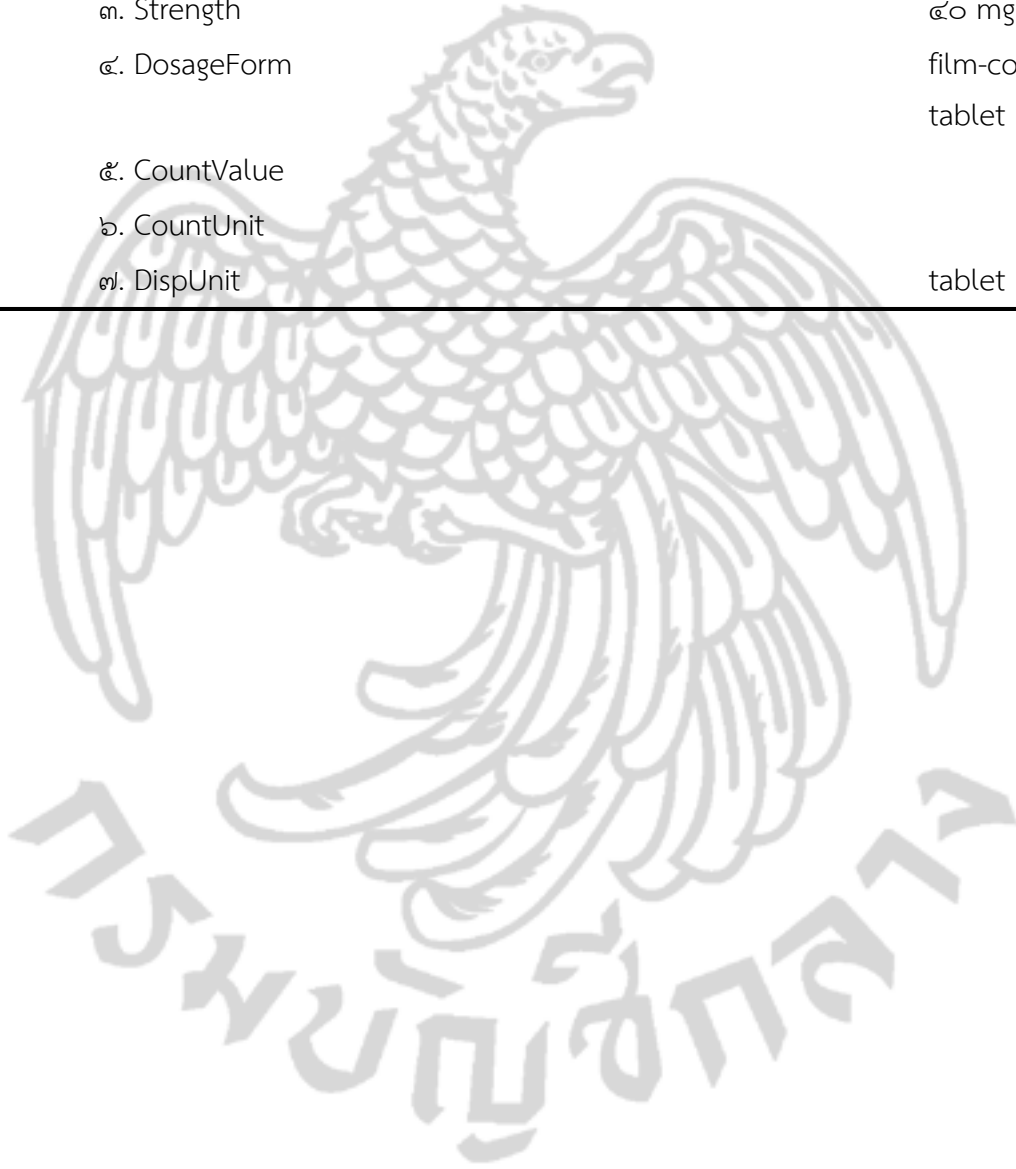 ๓. Strength ๔๐ mg
๔. DosageForm film-co
tablet
๕. CountValue
๖. CountUnit
๗. DispUnit tablet
กรมบัญชีกลาง